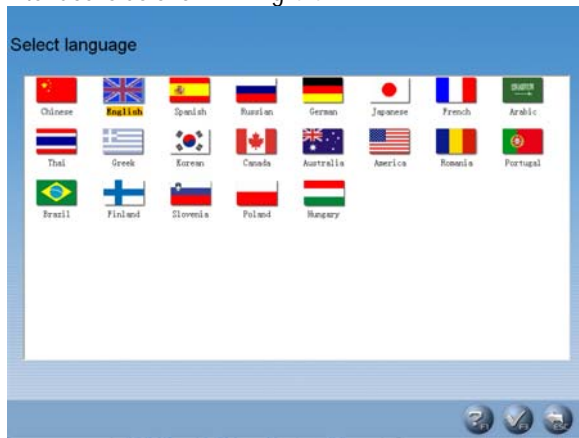 Select language
Chinese English Spanish Russian German Japanese French Arabic
Thai Greek Korean Canada Australia America Romania Portugal
Brazil Finland Slovenia Poland Hungary
F1 F3 ESC